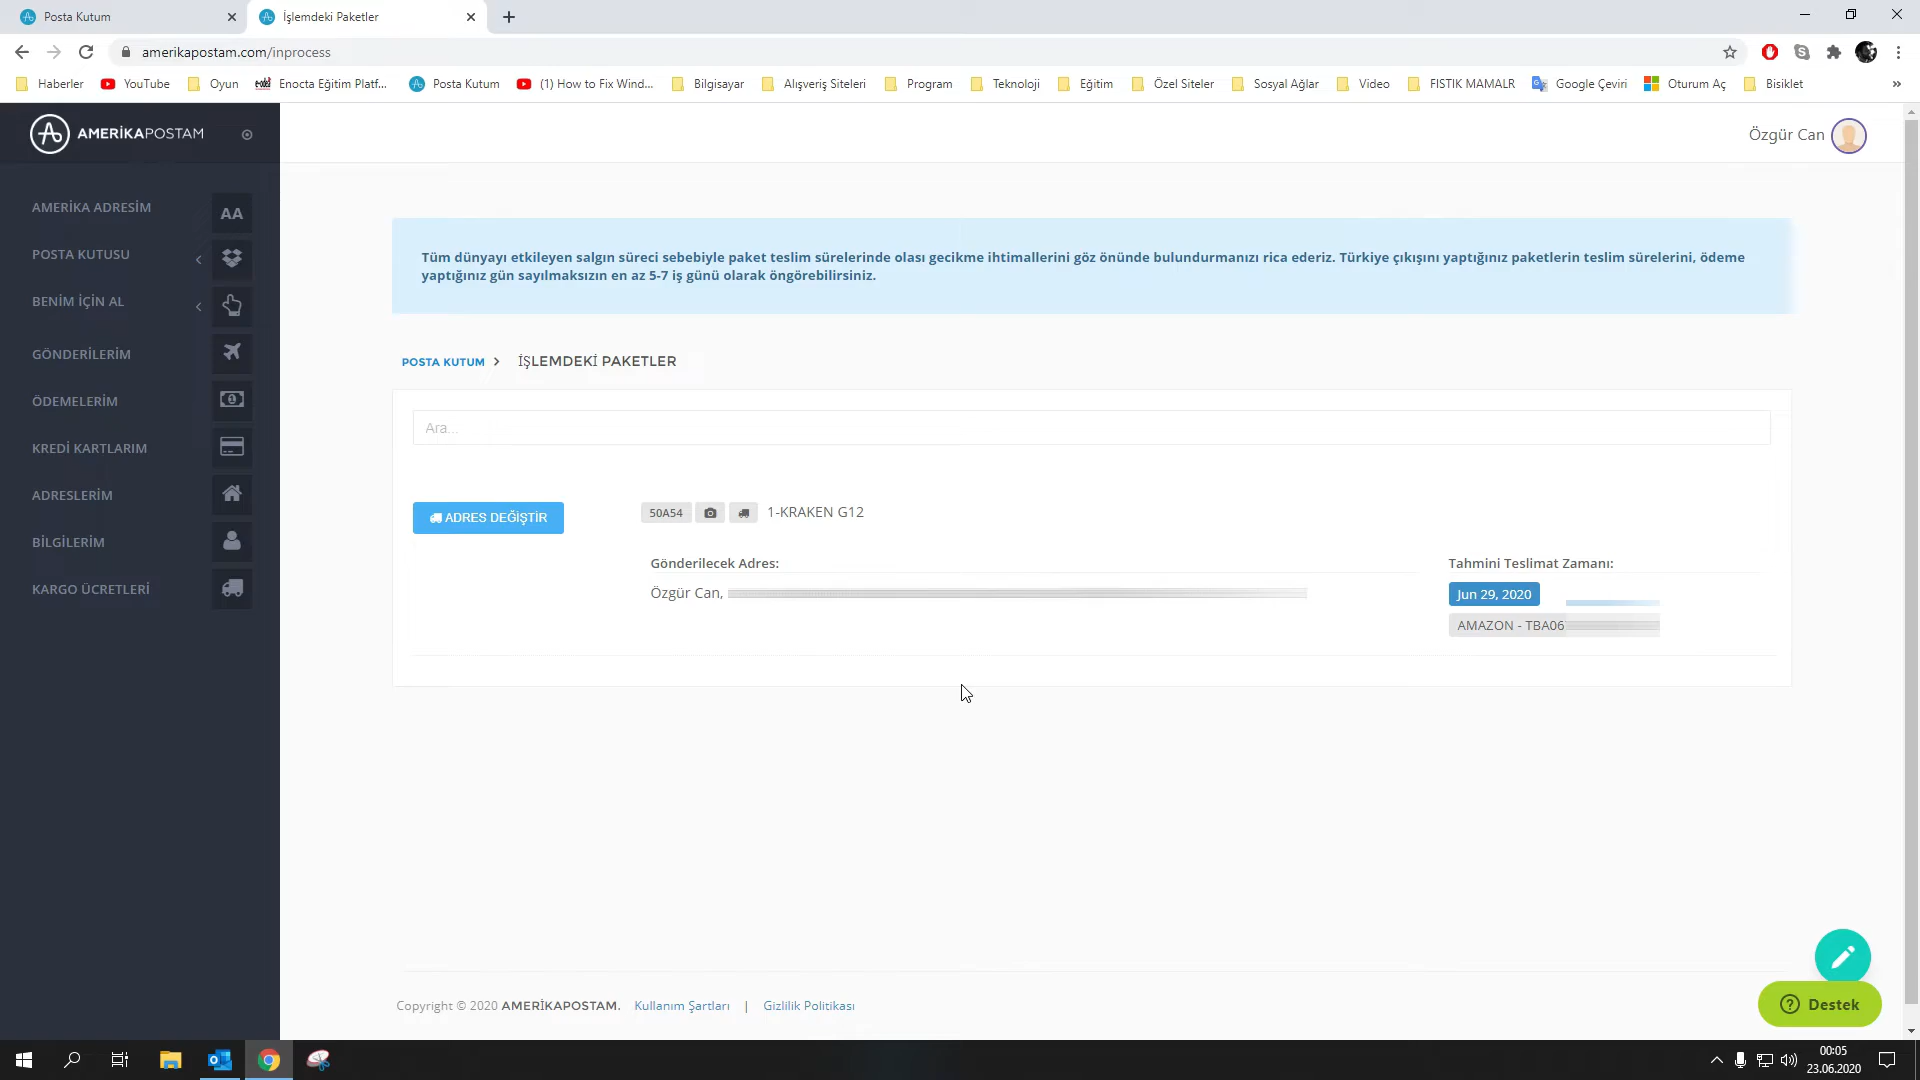 Posta Kutum
İşlemdeki Paketler
amerikapostam.com/inprocess
Haberler
YouTube
Oyun
Enocta Eğitim Platf...
Posta Kutum
(1) How to Fix Wind...
Bilgisayar
Alışveriş Siteleri
Program
Teknoloji
Eğitim
Özel Siteler
Sosyal Ağlar
Video
FISTIK MAMALR
Google Çeviri
Oturum Aç
Bisiklet
»
AMERİKAPOSTAM
Özgür Can
AMERİKA ADRESİM
AA
POSTA KUTUSU
BENİM İÇİN AL
GÖNDERİLERİM
ÖDEMELERİM
KREDİ KARTLARIM
ADRESLERİM
BİLGİLERİM
KARGO ÜCRETLERİ
Tüm dünyayı etkileyen salgın süreci sebebiyle paket teslim sürelerinde olası gecikme ihtimallerini göz önünde bulundurmanızı rica ederiz. Türkiye çıkışını yaptığınız paketlerin teslim sürelerini, ödeme
yaptığınız gün sayılmaksızın en az 5-7 iş günü olarak öngörebilirsiniz.
POSTA KUTUM > İŞLEMDEKİ PAKETLER
Ara...
ADRES DEĞİŞTİR
50A54
1-KRAKEN G12
Gönderilecek Adres:
Özgür Can,
Tahmini Teslimat Zamanı:
Jun 29, 2020
AMAZON - TBA06
Copyright © 2020 AMERİKAPOSTAM. Kullanım Şartları | Gizlilik Politikası
Destek
00:05
23.06.2020